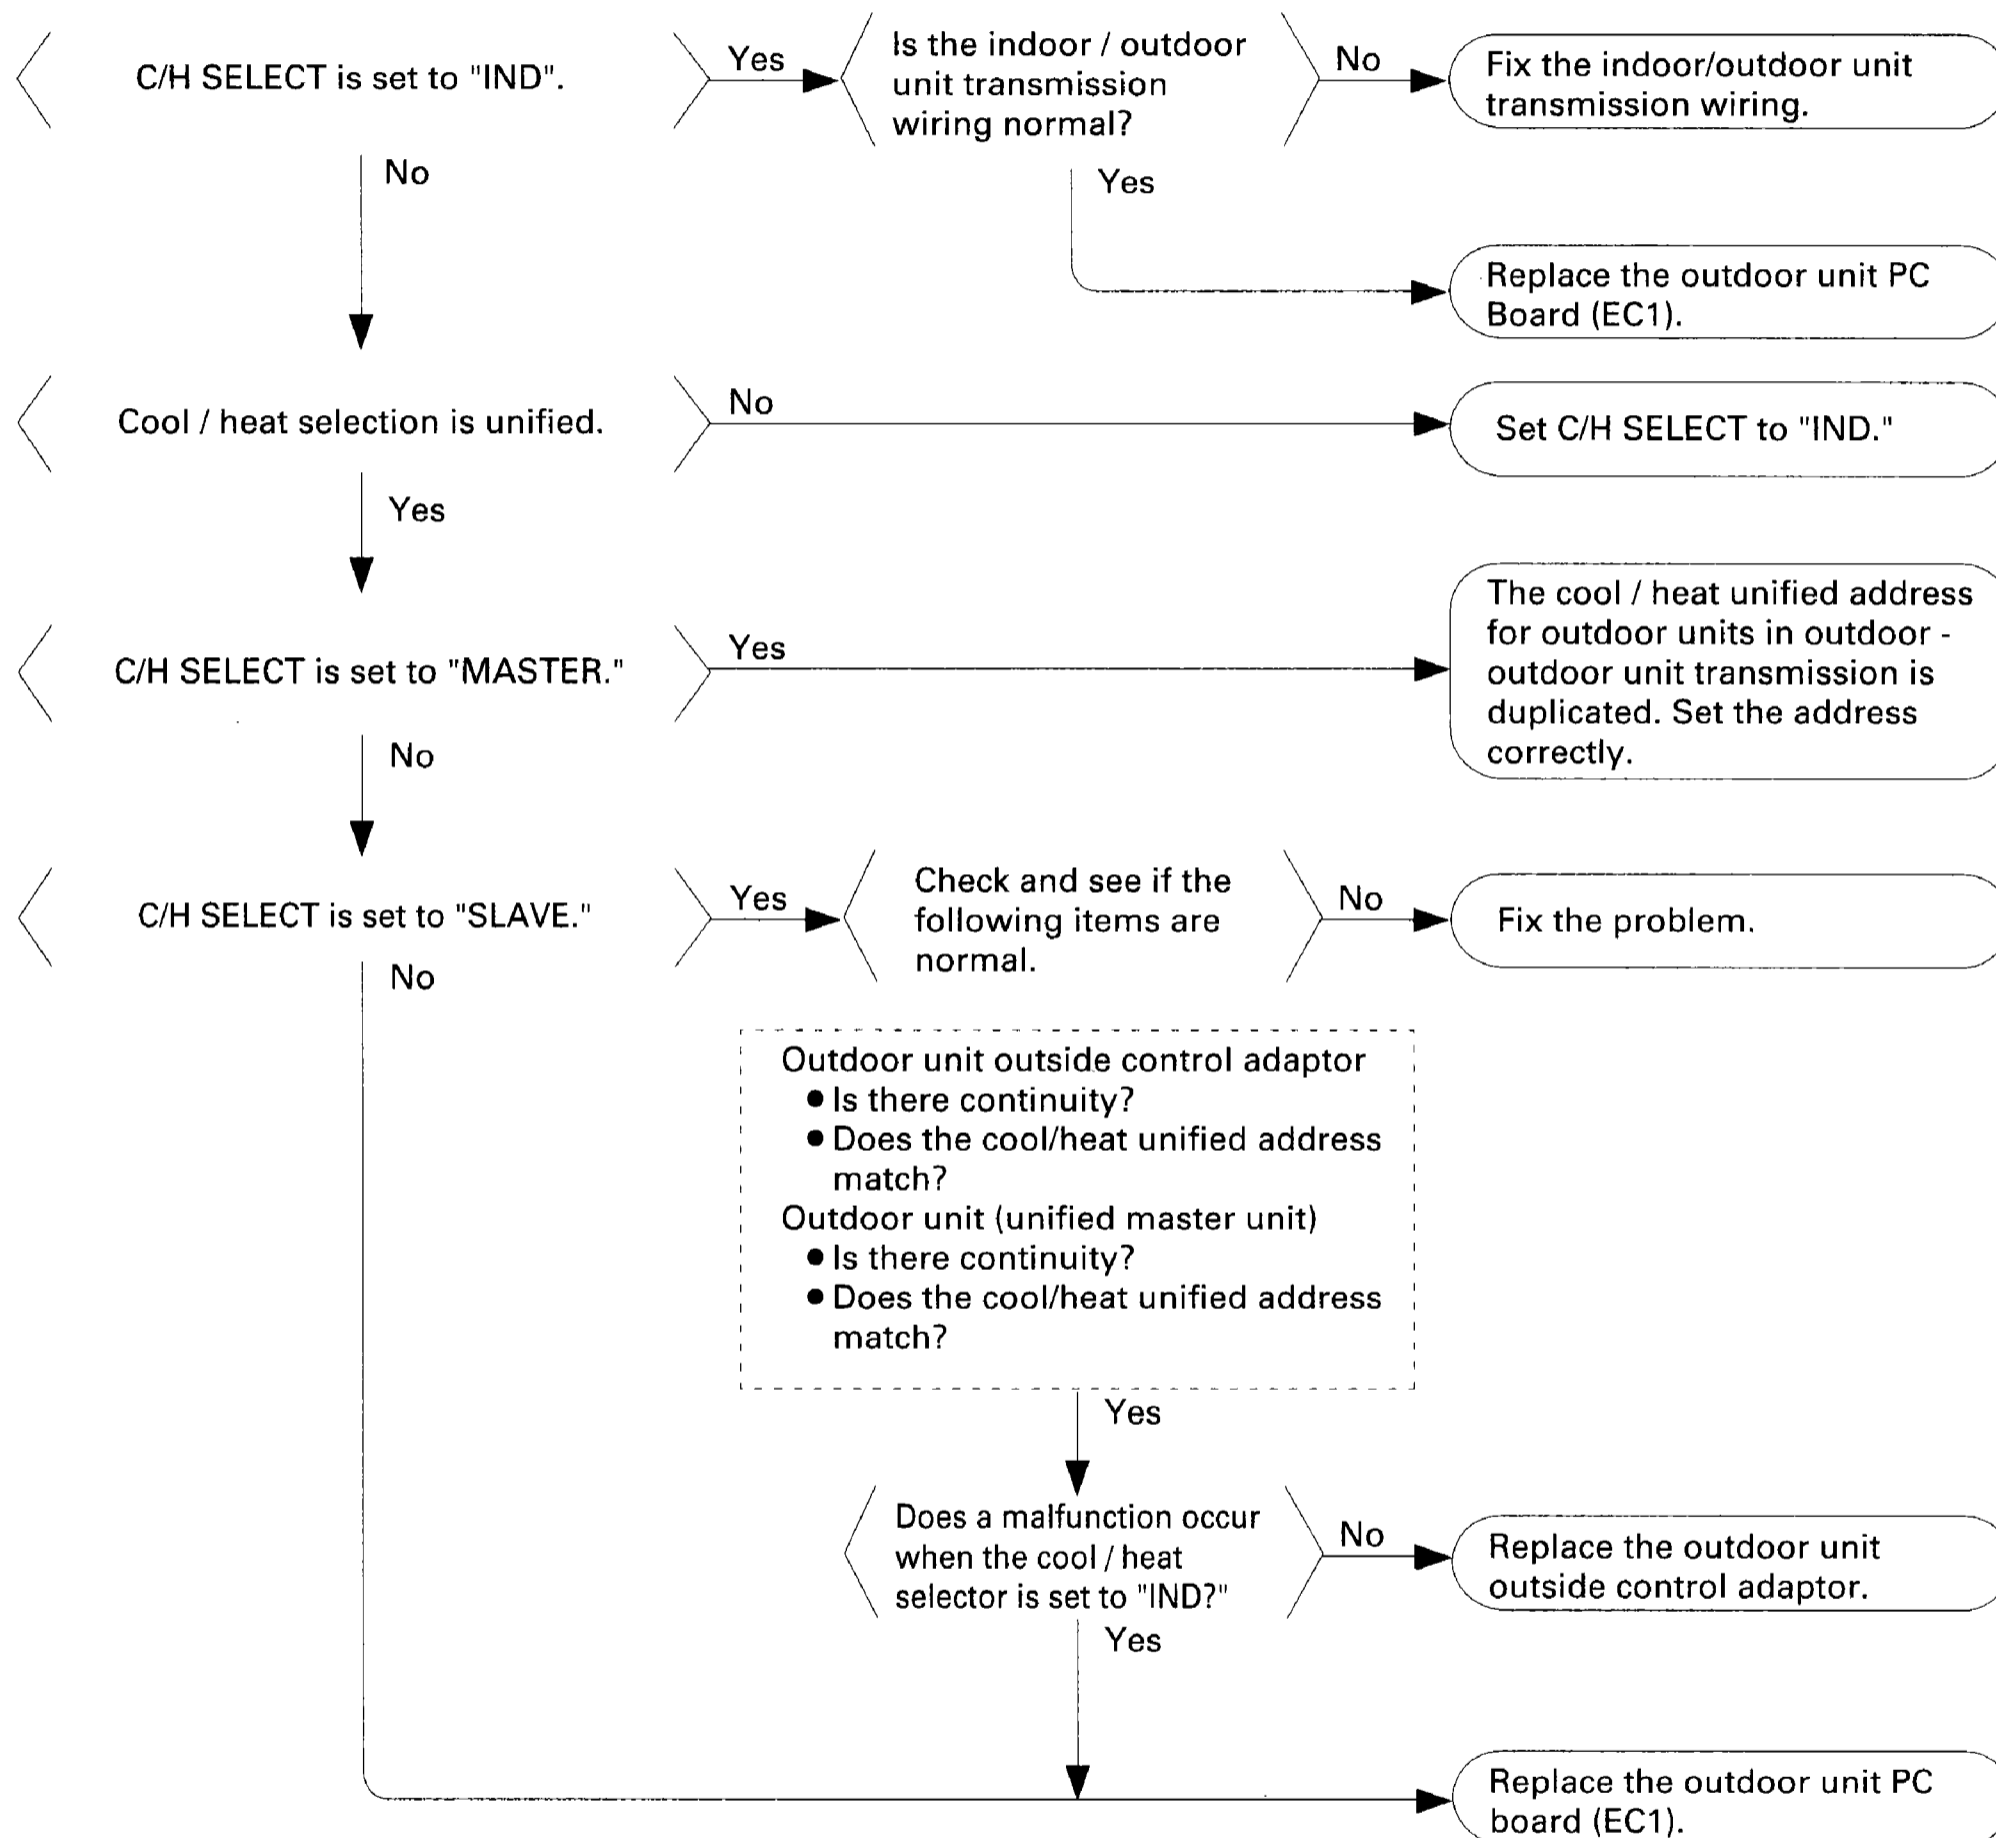 C/H SELECT is set to "IND".
Yes
Is the indoor / outdoor
unit transmission
wiring normal?
No
Fix the indoor/outdoor unit
transmission wiring.
No
Yes
Replace the outdoor unit PC
Board (EC1).
Cool / heat selection is unified.
No
Set C/H SELECT to "IND."
Yes
C/H SELECT is set to "MASTER."
Yes
The cool / heat unified address
for outdoor units in outdoor -
outdoor unit transmission is
duplicated. Set the address
correctly.
No
C/H SELECT is set to "SLAVE."
Yes
Check and see if the
following items are
normal.
No
Fix the problem.
No
Outdoor unit outside control adaptor
● Is there continuity?
● Does the cool/heat unified address
match?
Outdoor unit (unified master unit)
● Is there continuity?
● Does the cool/heat unified address
match?
Yes
Does a malfunction occur
when the cool / heat
selector is set to "IND?"
No
Replace the outdoor unit
outside control adaptor.
Yes
Replace the outdoor unit PC
board (EC1).